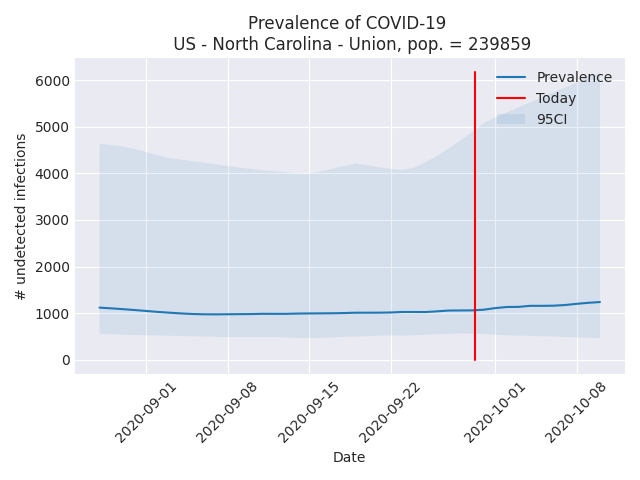 Prevalence of COVID-19
US - North Carolina - Union, pop. = 239859
Prevalence
Today
95CI
# undetected infections
6000
5000
4000
3000
2000
1000
0
2020-09-01
2020-09-08
2020-09-15
2020-09-22
2020-10-01
2020-10-08
Date